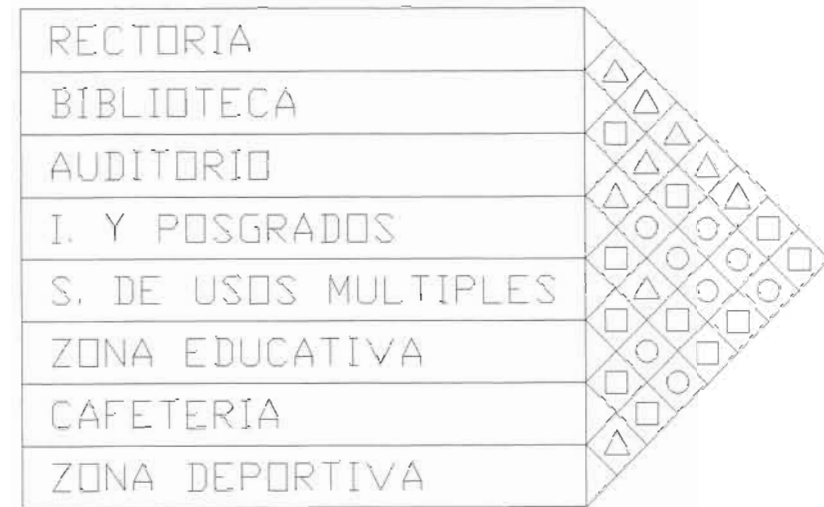 RECTORIA
BIBLIOTECA
AUDITORIO
I. Y POSGRADOS
S. DE USOS MULTIPLES
ZONA EDUCATIVA
CAFETERIA
ZONA DEPORTIVA